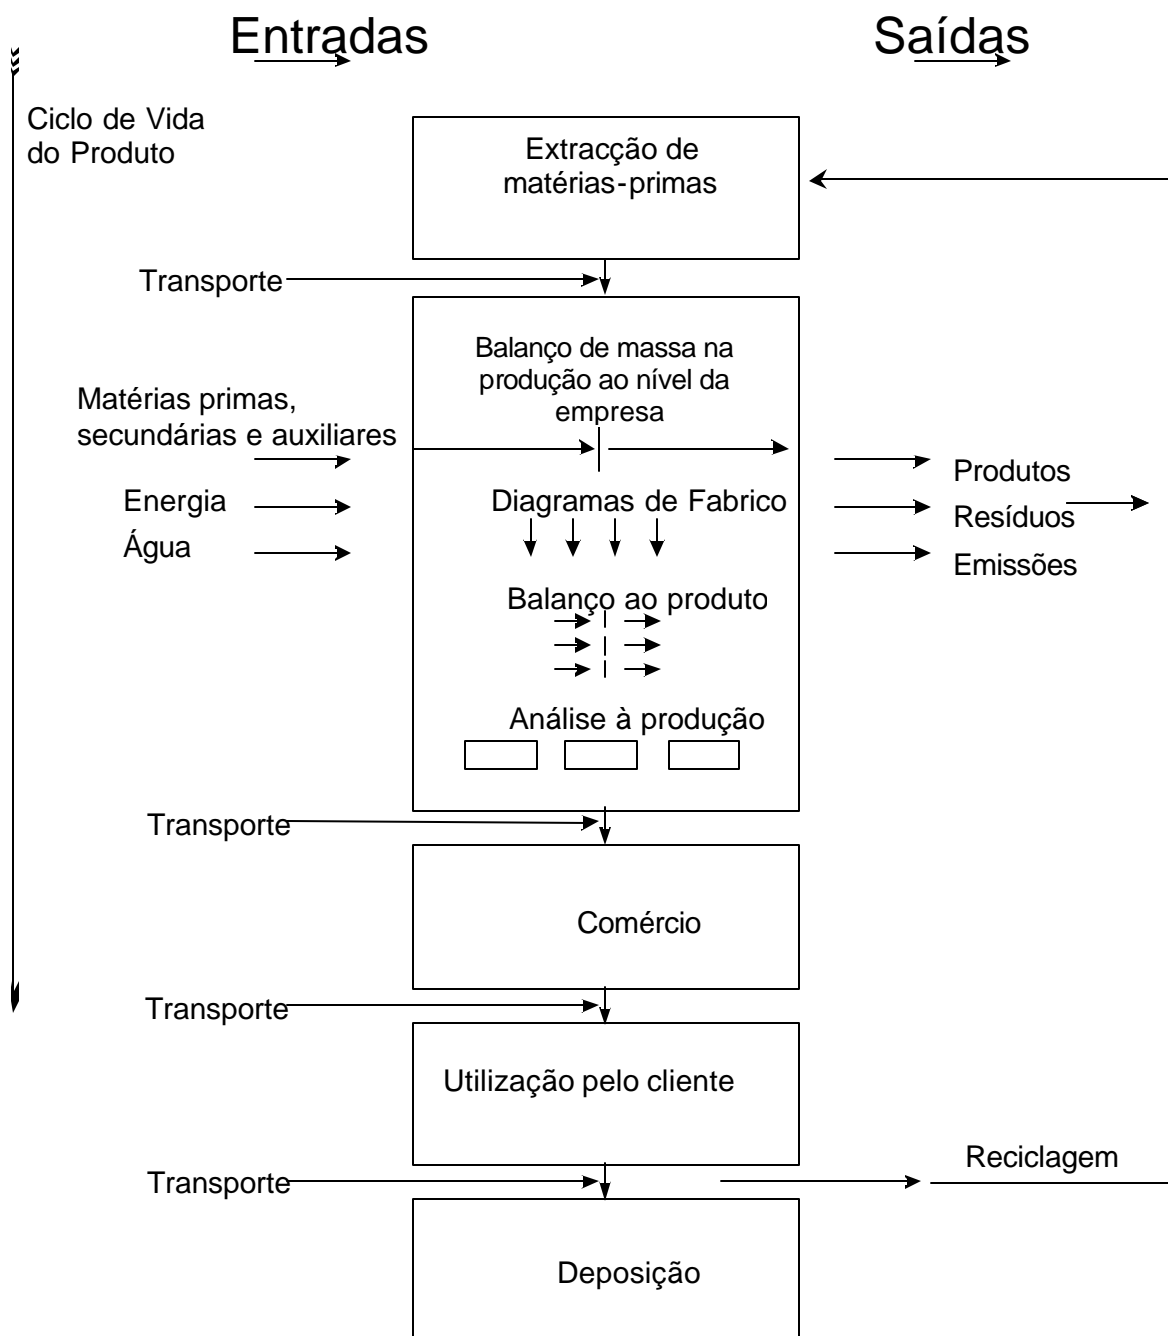 Entradas
Saídas
Ciclo de Vida
do Produto
Extracção de
matérias-primas
Transporte
Balanço de massa na
produção ao nível da
empresa
Matérias primas,
secundárias e auxiliares
Energia
Água
Diagramas de Fabrico
Produtos
Resíduos
Emissões
Balanço ao produto
Análise à produção
Transporte
Comércio
Transporte
Utilização pelo cliente
Reciclagem
Transporte
Deposição